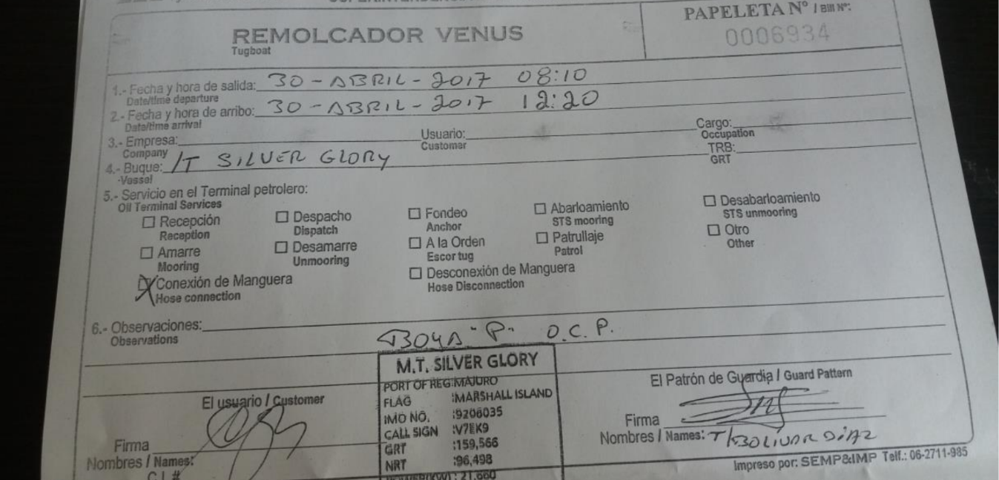 PAPELETA Nº / Bill Nº:
REMOLCADOR VENUS
Tugboat
0006934
1.- Fecha y hora de salida: 30-ABRIL-2017 08:10
Date/time departure
2.- Fecha y hora de arribo: 30-ABRIL-2017 12:20
Date/time arrival
3.- Empresa: Usuario: Cargo:
Company Customer Occupation
4.- Buque: /T SILVER GLORY TRB:
Vessel GRT
5.- Servicio en el Terminal petrolero:
Oil Terminal Services
Recepción Despacho Fondeo Abarloamiento Desabarloamiento
Reception Dispatch Anchor STS mooring STS unmooring
Amarre Desamarre A la Orden Patrullaje Otro
Mooring Unmooring Escor tug Patrol Other
Conexión de Manguera Desconexión de Manguera
Hose connection Hose Disconnection
6.- Observaciones:
Observations
BOYA "P" O.C.P.
M.T. SILVER GLORY
PORT OF REG:MAJURO
FLAG :MARSHALL ISLAND
IMO NO. :9206035
CALL SIGN :V7EK9
GRT :159,566
NRT :96,498
:21,660
El usuario / Customer
Firma
Nombres / Names:
C.I. #
El Patrón de Guardia / Guard Pattern
Firma
Nombres / Names: T/BOLIVAR DIAZ
Impreso por: SEMP&IMP Telf.: 06-2711-985